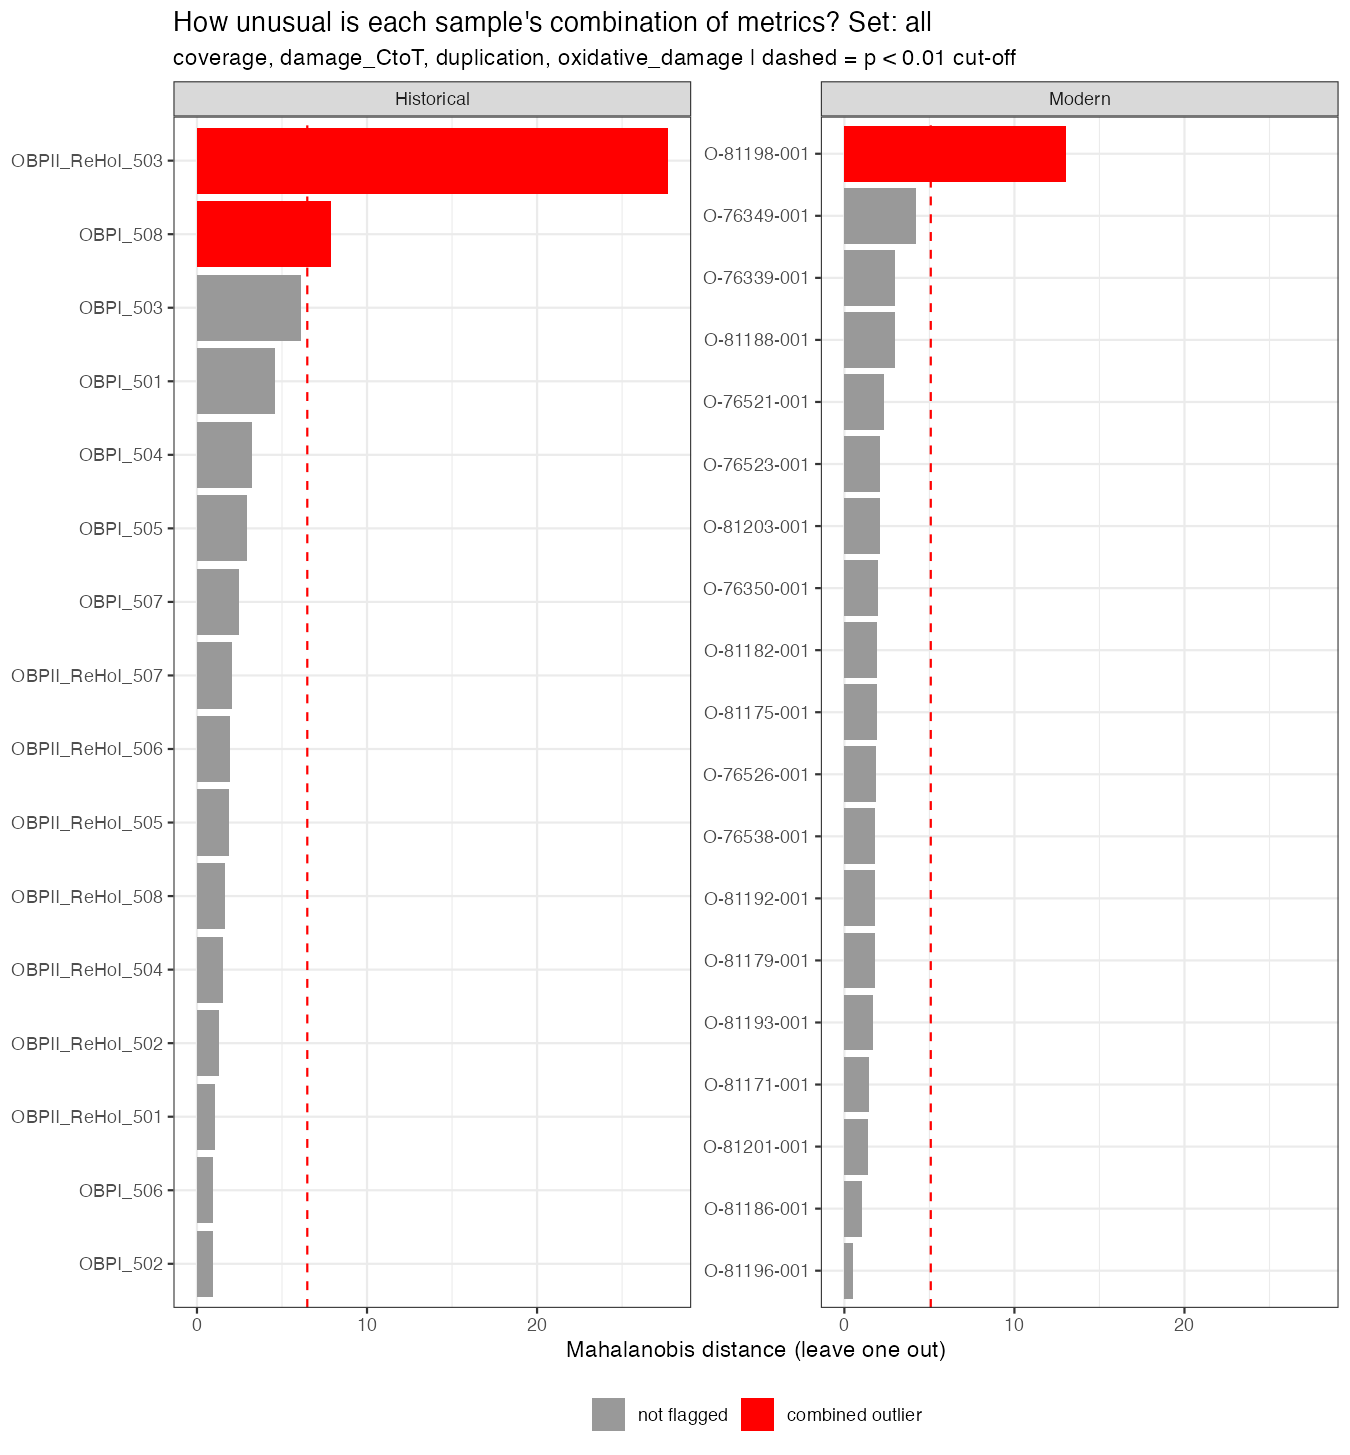 How unusual is each sample's combination of metrics? Set: all
coverage, damage_CtoT, duplication, oxidative_damage | dashed = p < 0.01 cut-off
Historical
OBPII_ReHol_503
OBPI_508
OBPI_503
OBPI_501
OBPI_504
OBPI_505
OBPI_507
OBPII_ReHol_507
OBPII_ReHol_506
OBPII_ReHol_505
OBPII_ReHol_508
OBPII_ReHol_504
OBPII_ReHol_502
OBPII_ReHol_501
OBPI_506
OBPI_502
0 10 20
Modern
O-81198-001
O-76349-001
O-76339-001
O-81188-001
O-76521-001
O-76523-001
O-81203-001
O-76350-001
O-81182-001
O-81175-001
O-76526-001
O-76538-001
O-81192-001
O-81179-001
O-81193-001
O-81171-001
O-81201-001
O-81186-001
O-81196-001
0 10 20
Mahalanobis distance (leave one out)
not flagged combined outlier